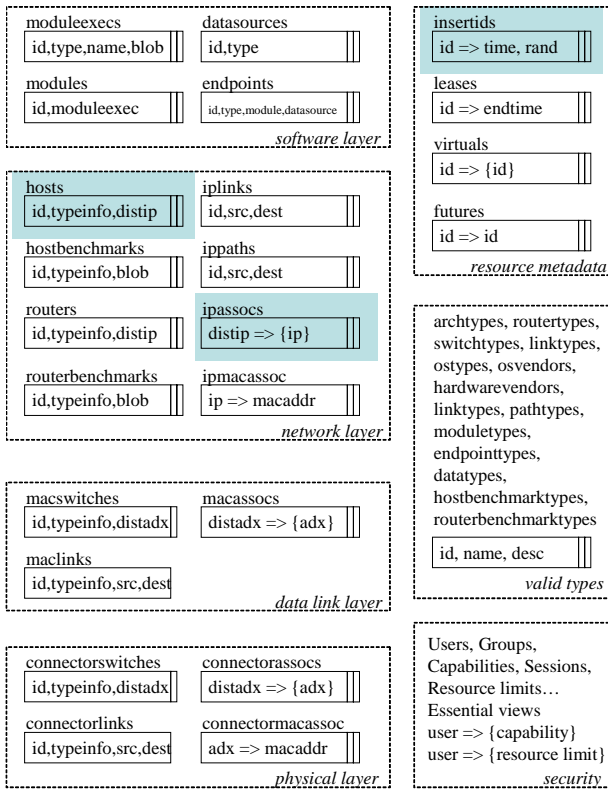 moduleexecs
id,type,name,blob
datasources
id,type
modules
id,moduleexec
endpoints
id,type,module,datasource
software layer
hosts
id,typeinfo,distip
iplinks
id,src,dest
hostbenchmarks
id,typeinfo,blob
ippaths
id,src,dest
routers
id,typeinfo,distip
ipassocs
distip => {ip}
routerbenchmarks
id,typeinfo,blob
ipmacassoc
ip => macaddr
network layer
macswitches
id,typeinfo,distadx
macassocs
distadx => {adx}
maclinks
id,typeinfo,src,dest
data link layer
connectorswitches
id,typeinfo,distadx
connectorassocs
distadx => {adx}
connectorlinks
id,typeinfo,src,dest
connectormacassoc
adx => macaddr
physical layer
insertids
id => time, rand
leases
id => endtime
virtuals
id => {id}
futures
id => id
resource metadata
archtypes, routertypes,
switchtypes, linktypes,
ostypes, osvendors,
hardwarevendors,
linktypes, pathtypes,
moduletypes,
endpointtypes,
datatypes,
hostbenchmarktypes,
routerbenchmarktypes
id, name, desc
valid types
Users, Groups,
Capabilities, Sessions,
Resource limits…
Essential views
user => {capability}
user => {resource limit}
security